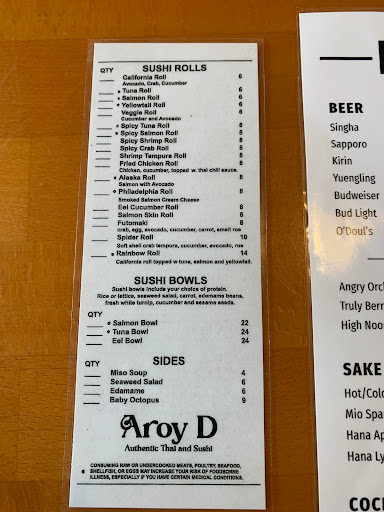 QTY SUSHI ROLLS
California Roll 6
Avocado, Crab, Cucumber
Tuna Roll 6
Salmon Roll 6
Yellowtail Roll 6
Veggie Roll 6
Cucumber and Avocado
Spicy Tuna Roll 8
Spicy Salmon Roll 8
Spicy Shrimp Roll 8
Spicy Crab Roll 8
Shrimp Tempura Roll 8
Fried Chicken Roll 8
Chicken, cucumber, topped w. thai chili sauce.
Alaska Roll 8
Salmon with Avocado
Philadelphia Roll 8
Smoked Salmon Cream Cheese
Eel Cucumber Roll 8
Salmon Skin Roll 8
Futomaki 8
crab, egg, avocado, cucumber, carrot, smelt roe
Spider Roll 10
Soft shell crab tempura, cucumber, avocado, roe
Rainbow Roll 14
California roll topped w tuna, salmon and yellowtail.
SUSHI BOWLS
Sushi bowls include your choice of protein.
Rice or lettice, seaweed salad, carrot, edamama beans,
fresh white turnip, cucumber and sesame seeds.
QTY
Salmon Bowl 22
Tuna Bowl 24
Eel Bowl 24
QTY SIDES
Miso Soup 4
Seaweed Salad 6
Edamame 6
Baby Octopus 9
Aroy D
Authentic Thai and Sushi
CONSUMING RAW OR UNDERCOOKED MEATS, POULTRY, SEAFOOD,
SHELLFISH, OR EGGS MAY INCREASE YOUR RISK OF FOODBORNE
ILLNESS, ESPECIALLY IF YOU HAVE CERTAIN MEDICAL CONDITIONS.
BEER
Singha
Sapporo
Kirin
Yuengling
Budweiser
Bud Light
O'Doul's
Angry Orc
Truly Berr
High Noo
SAKE
Hot/Cold
Mio Spa
Hana Ap
Hana Ly
COC